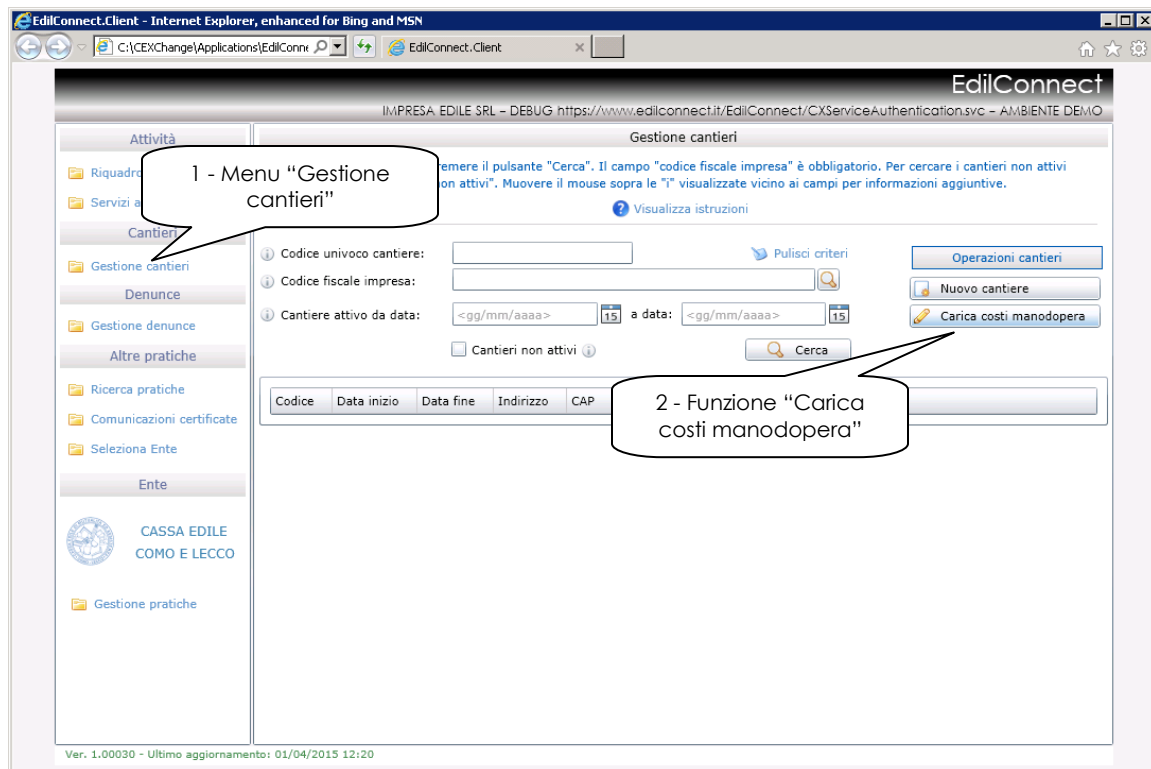 EdilConnect.Client - Internet Explorer, enhanced for Bing and MSN
C:\CEXChange\Applications\EdilConne
EdilConnect.Client
EdilConnect
IMPRESA EDILE SRL – DEBUG https://www.edilconnect.it/EdilConnect/CXServiceAuthentication.svc – AMBIENTE DEMO
Attività
Riquadro
Servizi a
Cantieri
Gestione cantieri
Denunce
Gestione denunce
Altre pratiche
Ricerca pratiche
Comunicazioni certificate
Seleziona Ente
Ente
CASSA EDILE
COMO E LECCO
Gestione pratiche
1 - Menu “Gestione
cantieri”
Gestione cantieri
remere il pulsante "Cerca". Il campo "codice fiscale impresa" è obbligatorio. Per cercare i cantieri non attivi
on attivi". Muovere il mouse sopra le "i" visualizzate vicino ai campi per informazioni aggiuntive.
Visualizza istruzioni
Codice univoco cantiere:
Pulisci criteri
Codice fiscale impresa:
Cantiere attivo da data:
<gg/mm/aaaa>
15
a data:
<gg/mm/aaaa>
15
Cantieri non attivi
Cerca
Operazioni cantieri
Nuovo cantiere
Carica costi manodopera
Codice Data inizio Data fine Indirizzo CAP
2 - Funzione “Carica
costi manodopera”
Ver. 1.00030 - Ultimo aggiornamento: 01/04/2015 12:20